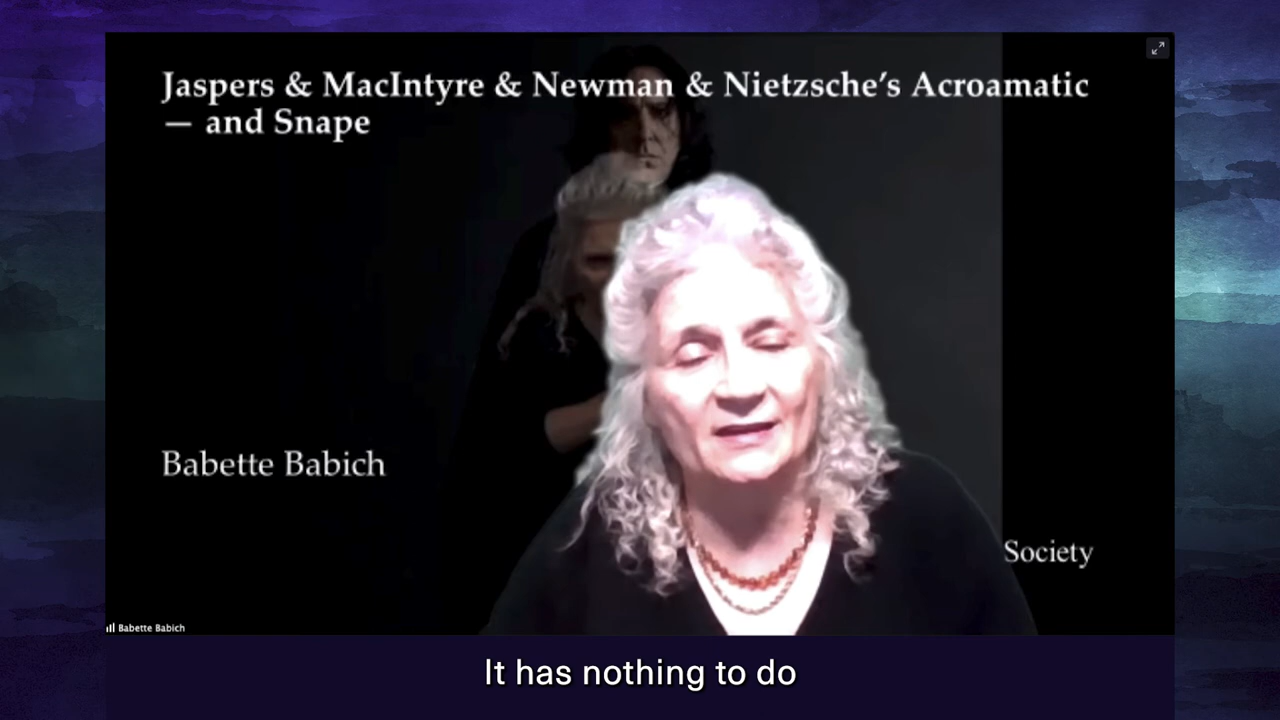 Jaspers & MacIntyre & Newman & Nietzsche’s Acroamatic
— and Snape
Babette Babich
Society
Babette Babich
It has nothing to do